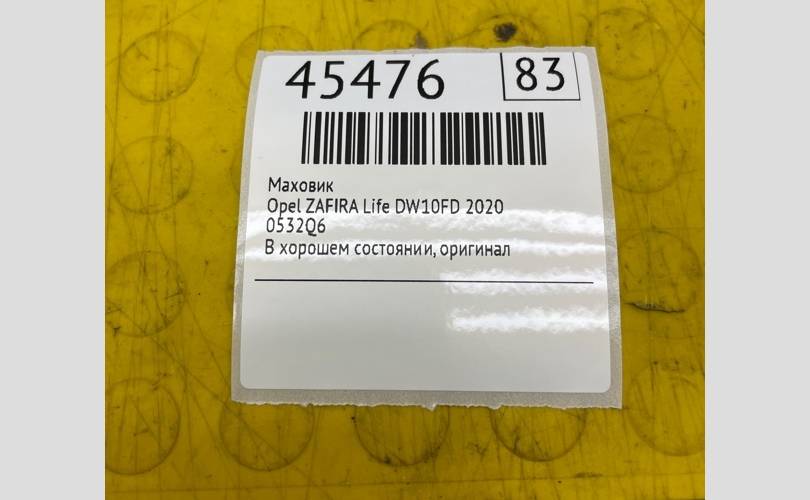 45476
83
Маховик
Opel ZAFIRA Life DW10FD 2020
0532Q6
В хорошем состоянии, оригинал